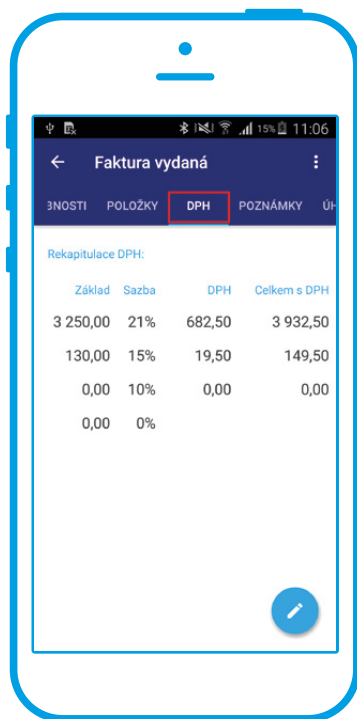 15% 11:06
Faktura vydaná
BNOSTI POLOŽKY DPH POZNÁMKY ÚH
Rekapitulace DPH:
Základ Sazba DPH Celkem s DPH
3 250,00 21% 682,50 3 932,50
130,00 15% 19,50 149,50
0,00 10% 0,00 0,00
0,00 0%